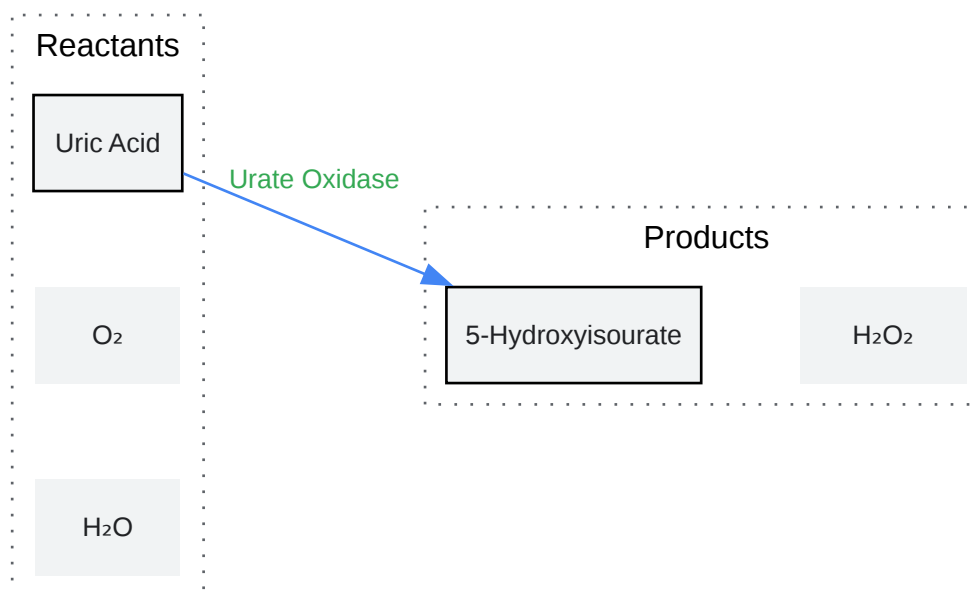 Reactants
Uric Acid
Urate Oxidase
Products
O₂
5-Hydroxyisourate
H₂O₂
H₂O